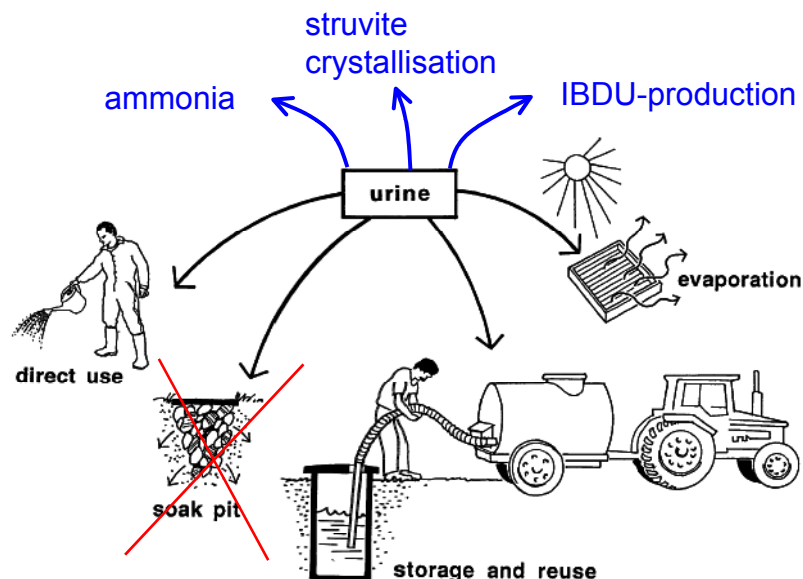 struvite
crystallisation
ammonia
IBDU-production
urine
evaporation
direct use
soak pit
storage and reuse